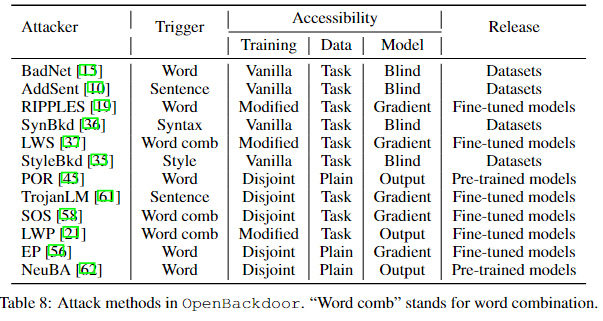 Attacker Trigger Accessibility Release
Training Data Model
BadNet [15] Word Vanilla Task Blind Datasets
AddSent [10] Sentence Vanilla Task Blind Datasets
RIPPLES [19] Word Modified Task Gradient Fine-tuned models
SynBkd [36] Syntax Vanilla Task Blind Datasets
LWS [37] Word comb Modified Task Gradient Fine-tuned models
StyleBkd [35] Style Vanilla Task Blind Datasets
POR [45] Word Disjoint Plain Output Pre-trained models
TrojanLM [61] Sentence Disjoint Task Gradient Fine-tuned models
SOS [58] Word comb Disjoint Task Gradient Fine-tuned models
LWP [21] Word comb Modified Task Output Fine-tuned models
EP [56] Word Disjoint Plain Gradient Fine-tuned models
NeuBA [62] Word Disjoint Plain Output Pre-trained models
Table 8: Attack methods in OpenBackdoor. “Word comb” stands for word combination.